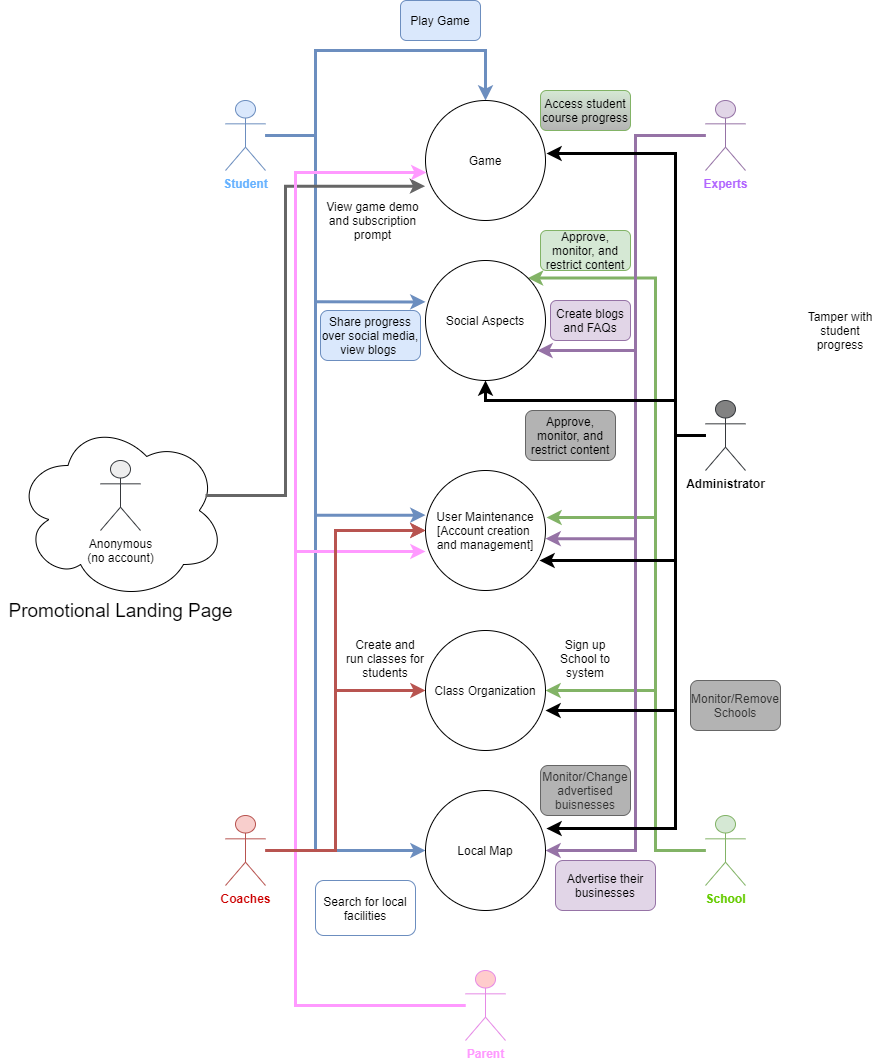 Play Game
Access student
course progress
Game
Student
Experts
View game demo
and subscription
prompt
Approve,
monitor, and
restrict content
Social Aspects
Create blogs
and FAQs
Share progress
over social media,
view blogs
Tamper with
student
progress
Approve,
monitor, and
restrict content
Administrator
User Maintenance
[Account creation
and management]
Anonymous
(no account)
Promotional Landing Page
Create and
run classes for
students
Sign up
School to
system
Class Organization
Monitor/Remove
Schools
Monitor/Change
advertised
buisnesses
Local Map
Coaches
School
Advertise their
businesses
Search for local
facilities
Parent